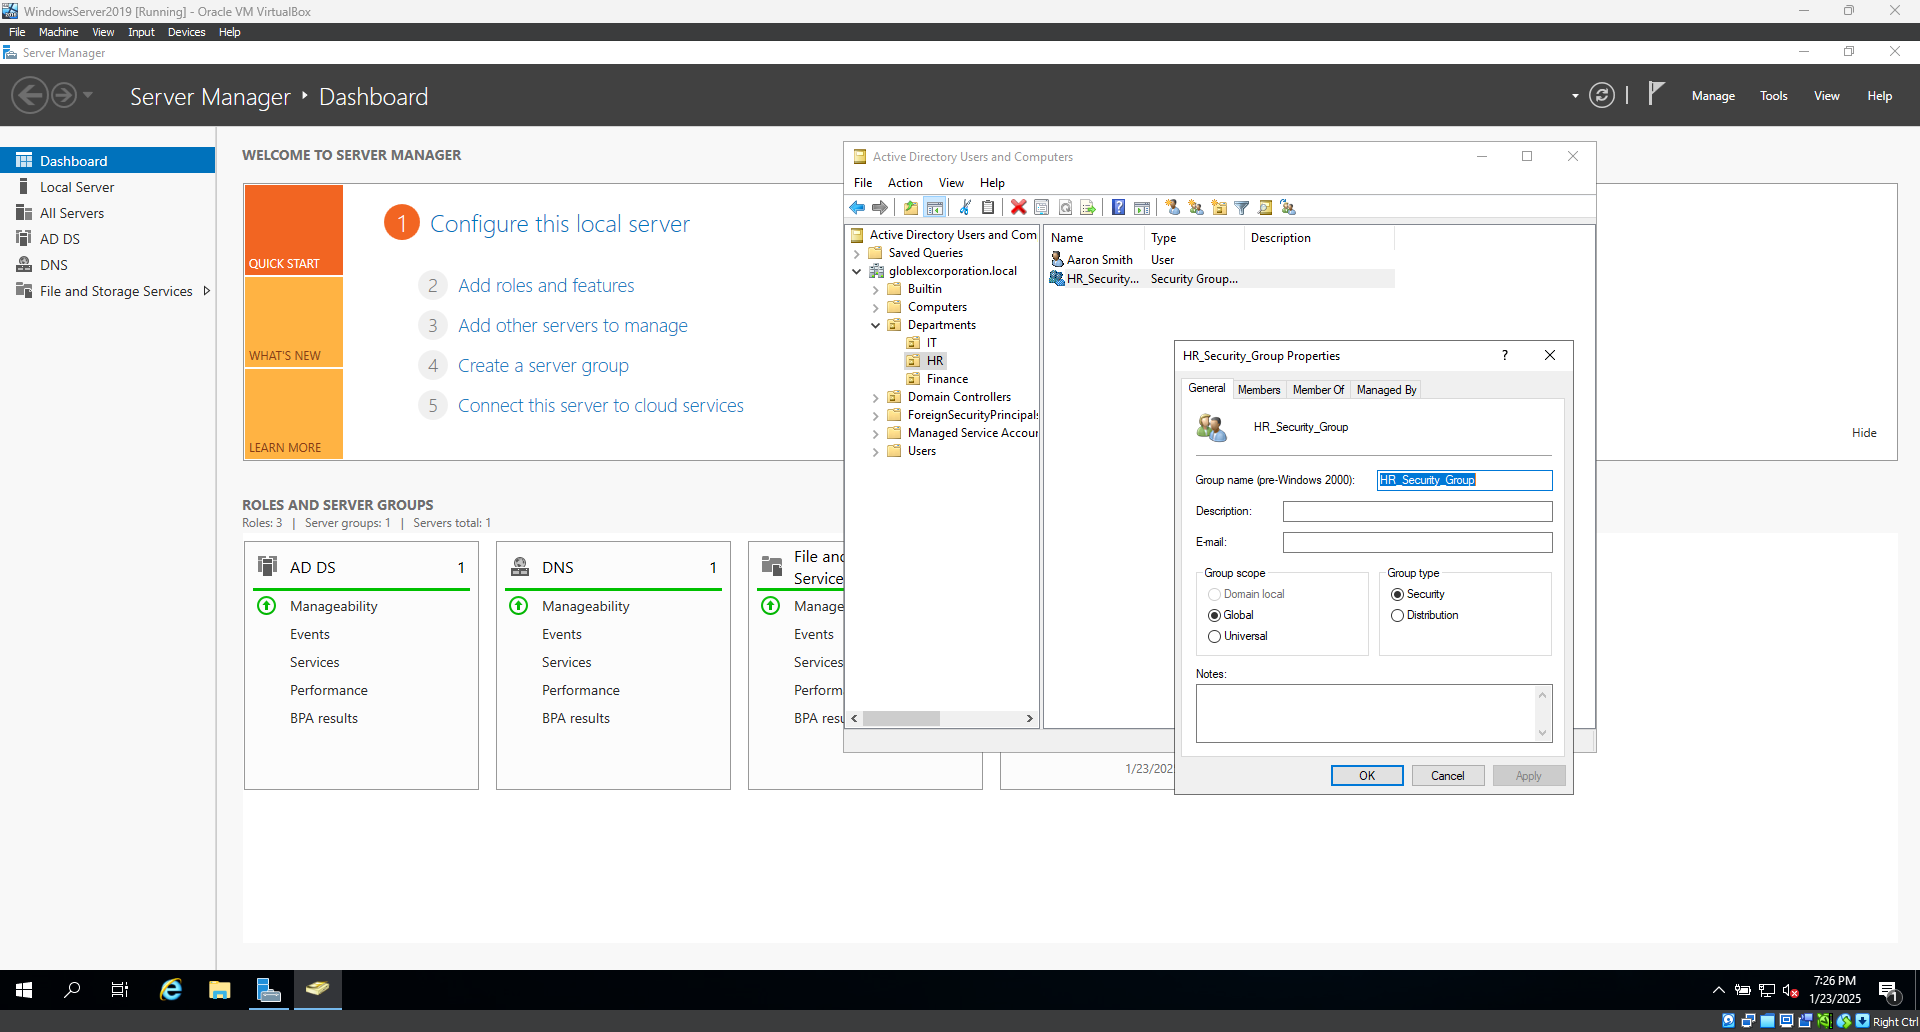 WindowsServer2019 [Running] - Oracle VM VirtualBox
File Machine View Input Devices Help
Server Manager
Server Manager Dashboard
Manage Tools View Help
Dashboard
Local Server
All Servers
AD DS
DNS
File and Storage Services
WELCOME TO SERVER MANAGER
QUICK START
WHAT'S NEW
LEARN MORE
1 Configure this local server
2 Add roles and features
3 Add other servers to manage
4 Create a server group
5 Connect this server to cloud services
Hide
ROLES AND SERVER GROUPS
Roles: 3 | Server groups: 1 | Servers total: 1
AD DS 1
Manageability
Events
Services
Performance
BPA results
DNS 1
Manageability
Events
Services
Performance
BPA results
File and
Service
Manage
Events
Services
Perform
BPA resu
1/23/202
Active Directory Users and Computers
File Action View Help
Active Directory Users and Com
Saved Queries
globlexcorporation.local
Builtin
Computers
Departments
IT
HR
Finance
Domain Controllers
ForeignSecurityPrincipals
Managed Service Accour
Users
Name Type Description
Aaron Smith User
HR_Security... Security Group...
HR_Security_Group Properties
General Members Member Of Managed By
HR_Security_Group
Group name (pre-Windows 2000): HR_Security_Group
Description:
E-mail:
Group scope
Domain local
Global
Universal
Group type
Security
Distribution
Notes:
OK Cancel Apply
7:26 PM
1/23/2025
1
Right Ctrl